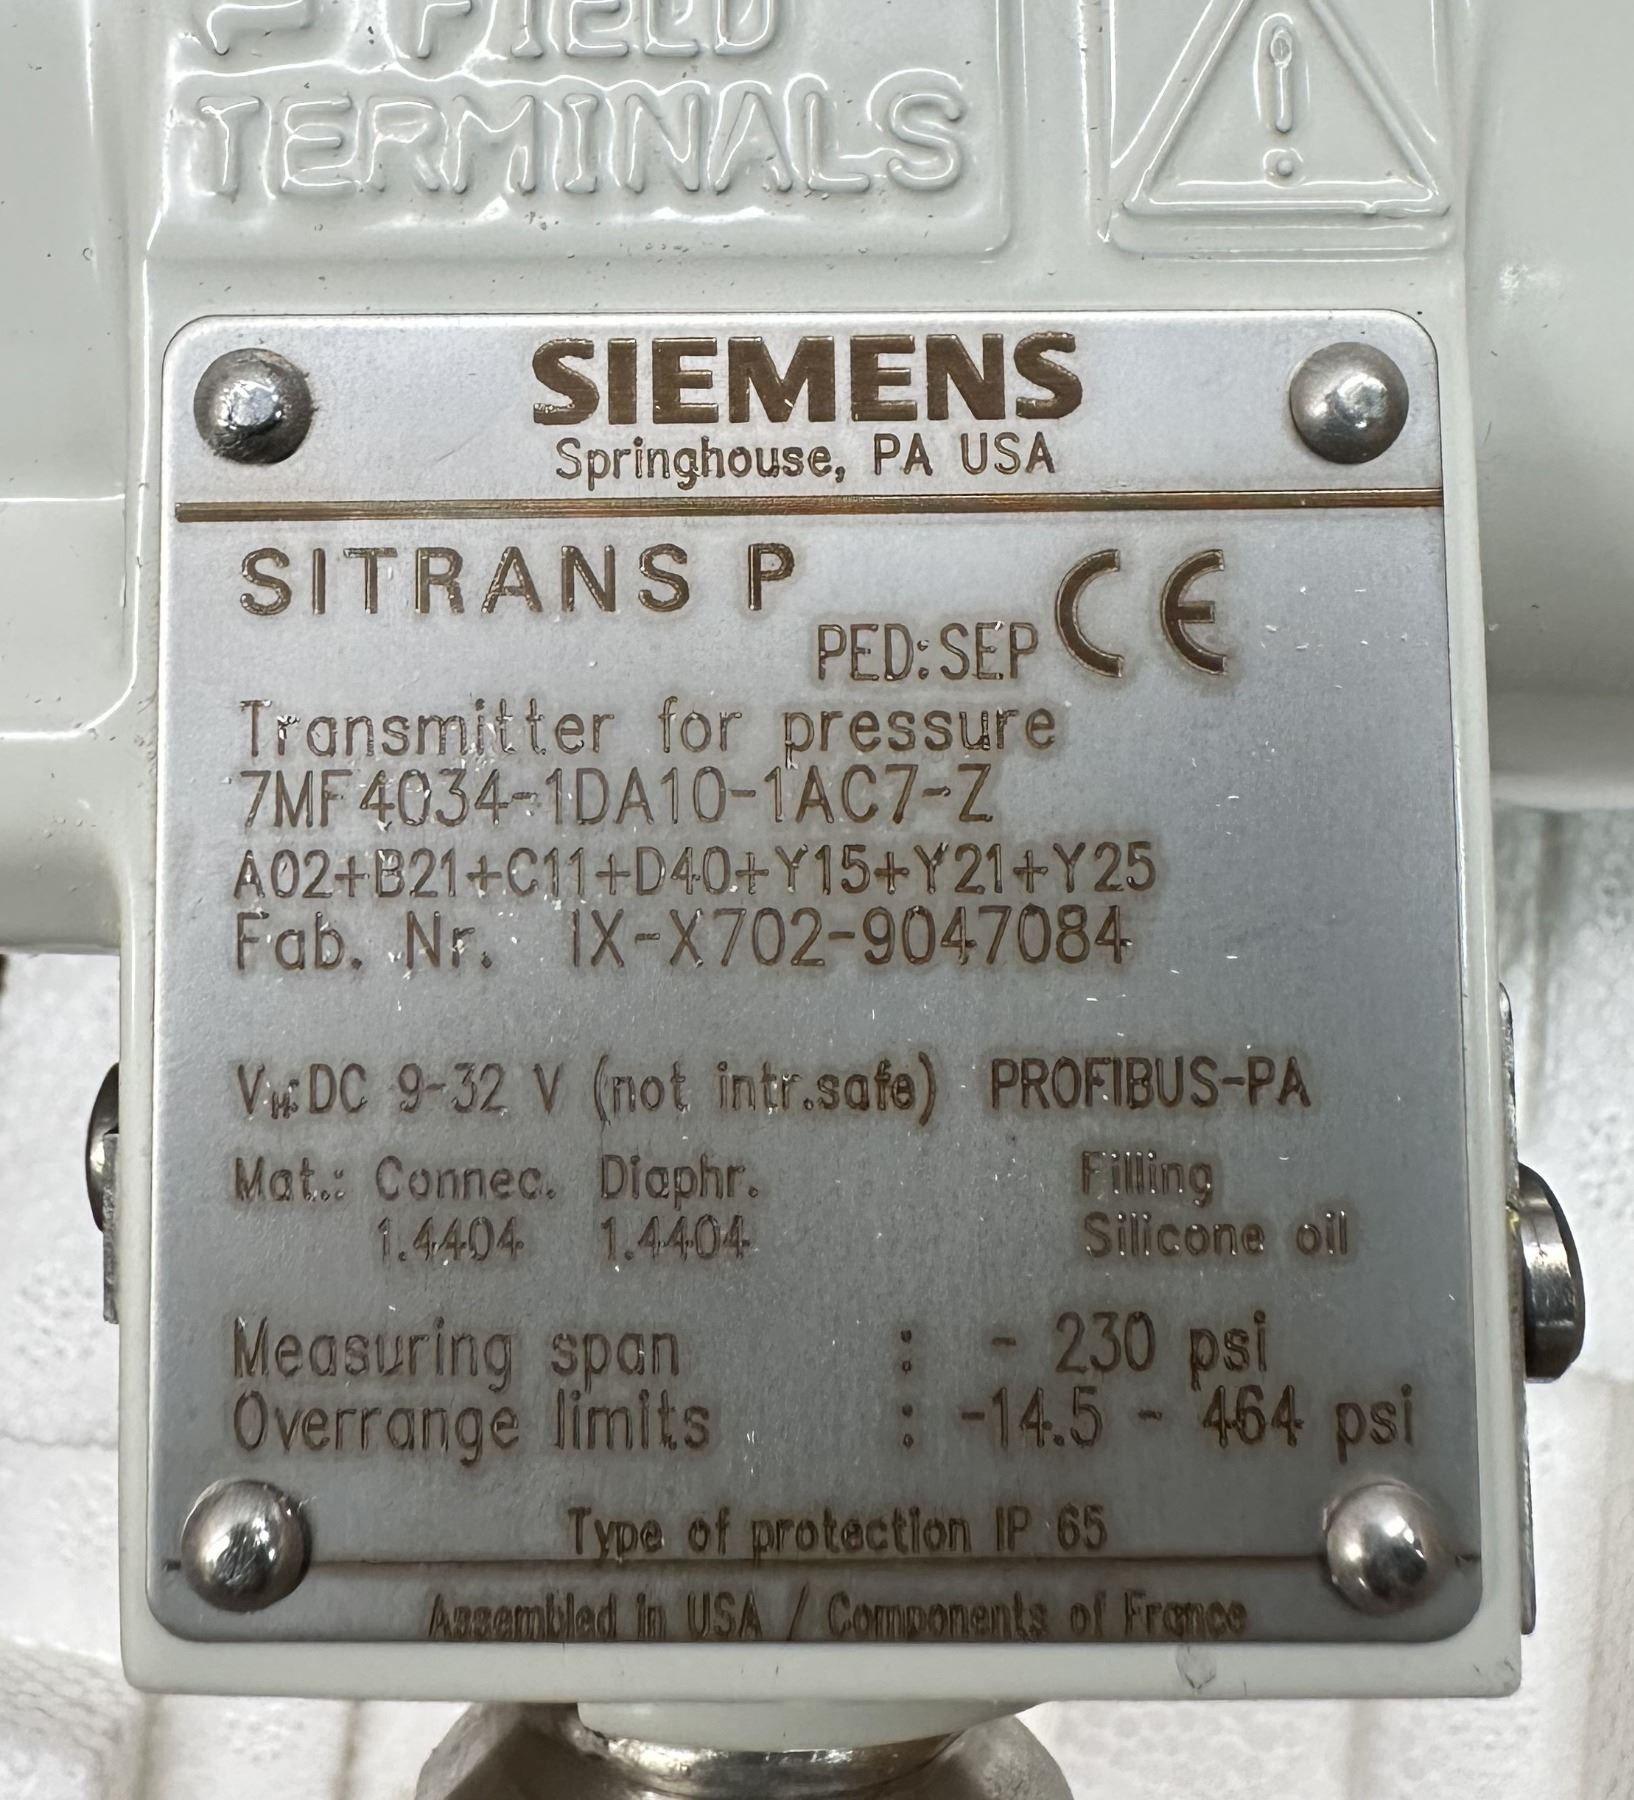 FIELD
TERMINALS
SIEMENS
Springhouse, PA USA
SITRANS P
PED:SEP CE
Transmitter for pressure
7MF4034-1DA10-1AC7-Z
A02+B21+C11+D40+Y15+Y21+Y25
Fab. Nr. IX-X702-9047084
VH:DC 9-32 V (not intr.safe) PROFIBUS-PA
Mat.: Connec. Diaphr. Filling
1.4404 1.4404 Silicone oil
Measuring span : - 230 psi
Overrange limits : -14.5 - 464 psi
Type of protection IP 65
Assembled in USA / Components of France